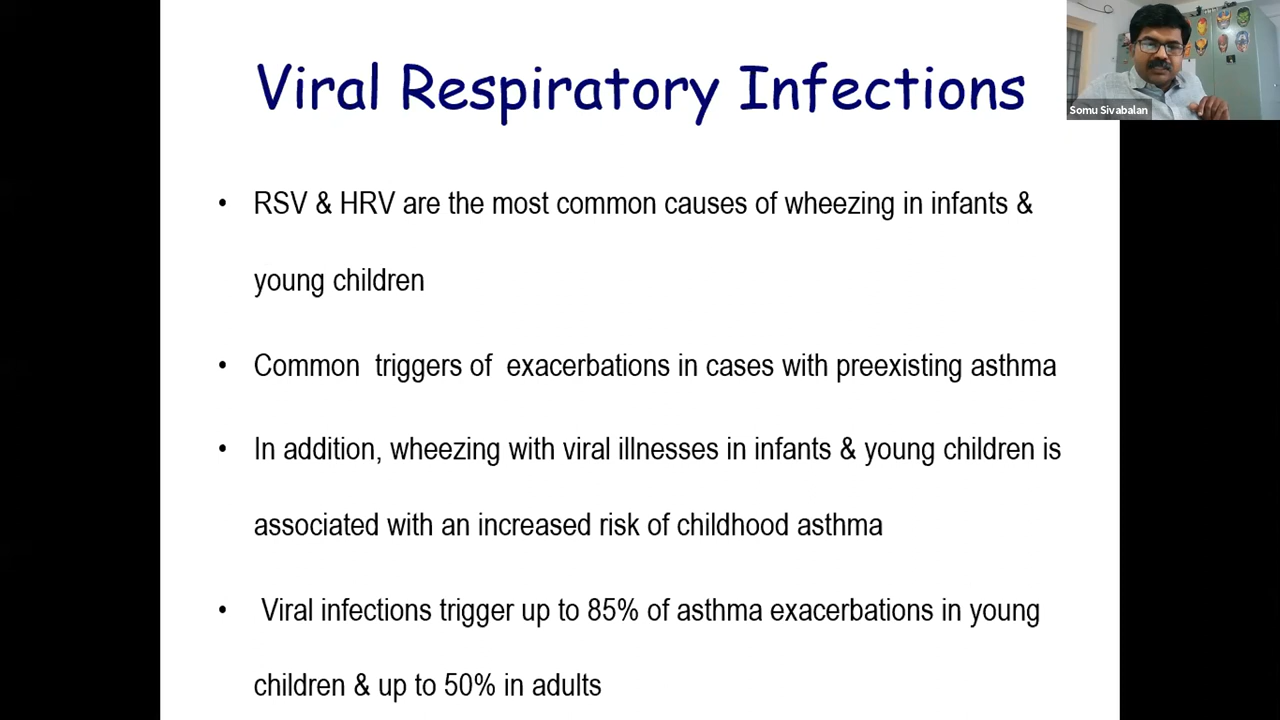 Viral Respiratory Infections
Somu Sivabalan
• RSV & HRV are the most common causes of wheezing in infants &
young children
• Common triggers of exacerbations in cases with preexisting asthma
• In addition, wheezing with viral illnesses in infants & young children is
associated with an increased risk of childhood asthma
• Viral infections trigger up to 85% of asthma exacerbations in young
children & up to 50% in adults